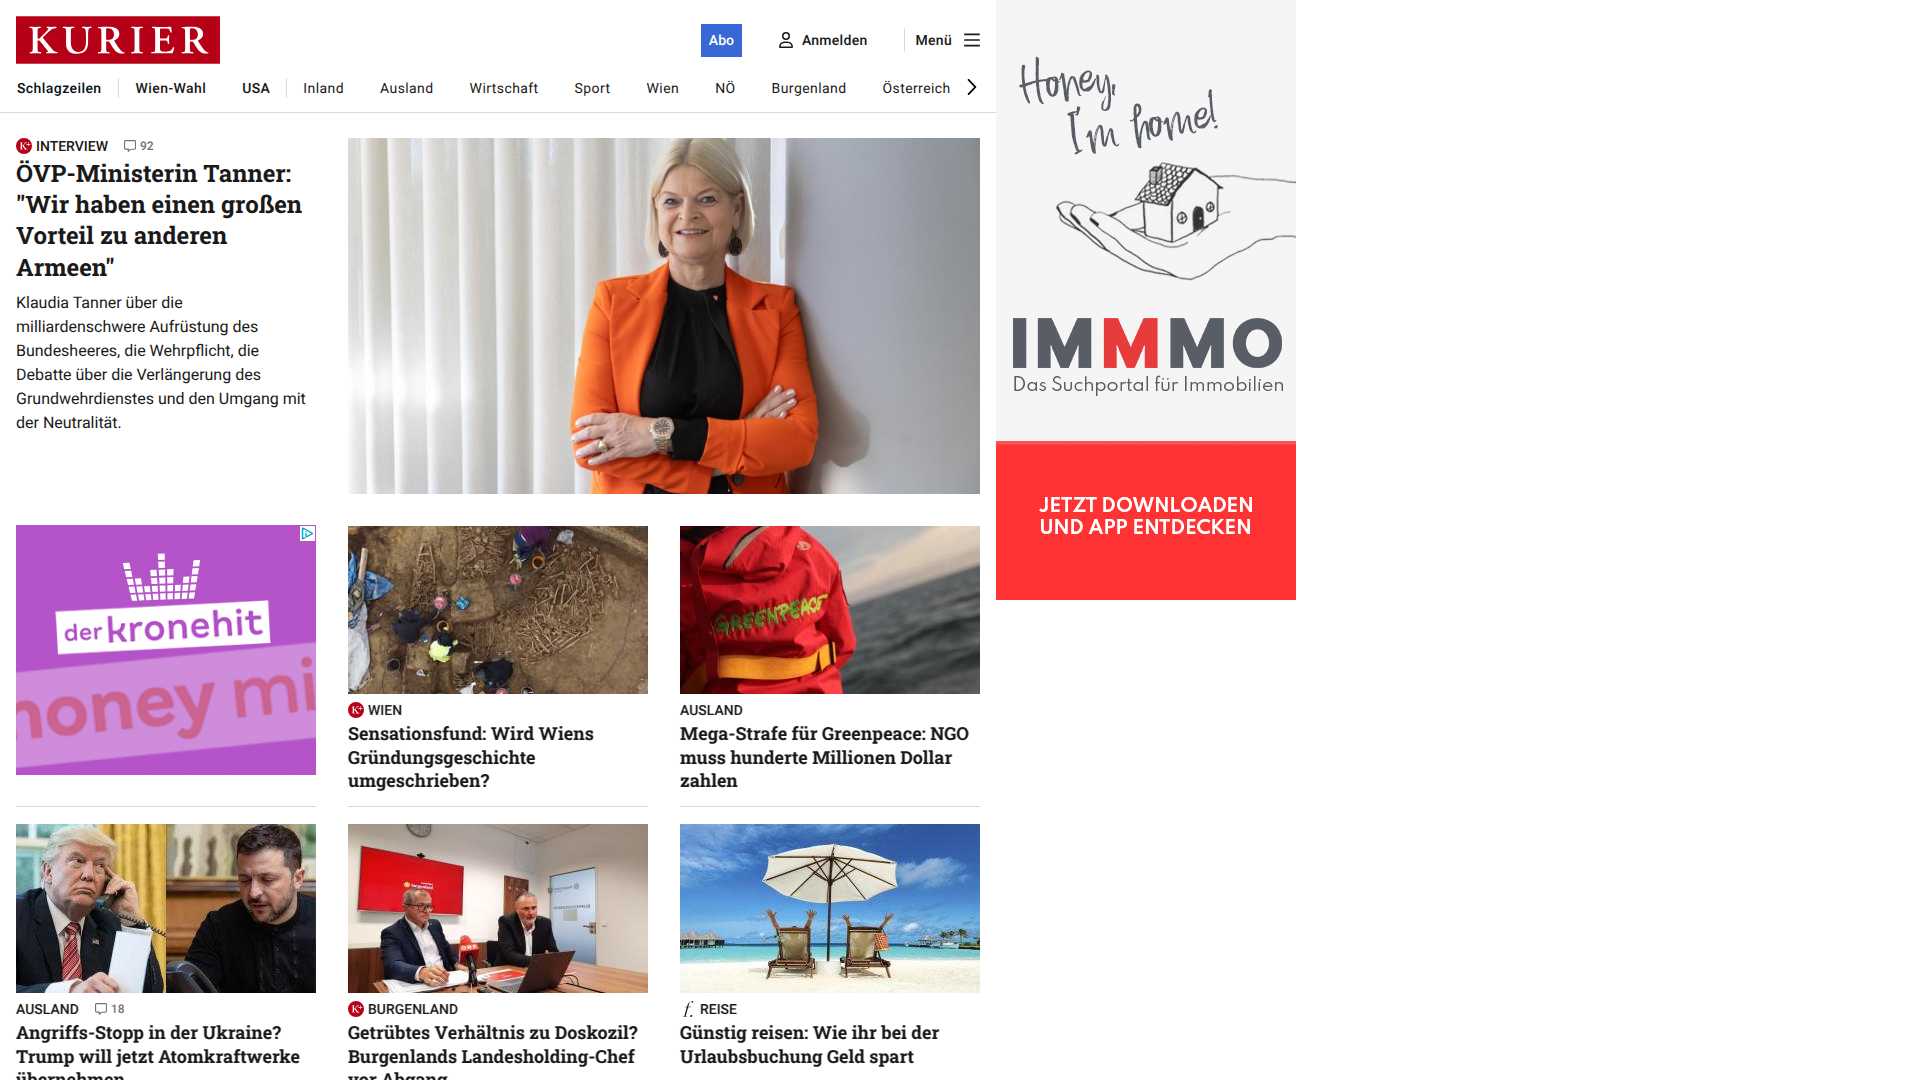 KURIER
Abo
Anmelden
Menü
Schlagzeilen
Wien-Wahl
USA
Inland
Ausland
Wirtschaft
Sport
Wien
NÖ
Burgenland
Österreich
K+ INTERVIEW 92
ÖVP-Ministerin Tanner:
"Wir haben einen großen
Vorteil zu anderen
Armeen"
Klaudia Tanner über die
milliardenschwere Aufrüstung des
Bundesheeres, die Wehrpflicht, die
Debatte über die Verlängerung des
Grundwehrdienstes und den Umgang mit
der Neutralität.
Honey,
I'm home!
IMMMO
Das Suchportal für Immobilien
JETZT DOWNLOADEN
UND APP ENTDECKEN
der kronehit
honey mi
GREENPEACE
K+ WIEN
Sensationsfund: Wird Wiens
Gründungsgeschichte
umgeschrieben?
AUSLAND
Mega-Strafe für Greenpeace: NGO
muss hunderte Millionen Dollar
zahlen
AUSLAND 18
Angriffs-Stopp in der Ukraine?
Trump will jetzt Atomkraftwerke
übernehmen
K+ BURGENLAND
Getrübtes Verhältnis zu Doskozil?
Burgenlands Landesholding-Chef
vor Abgang
f. REISE
Günstig reisen: Wie ihr bei der
Urlaubsbuchung Geld spart